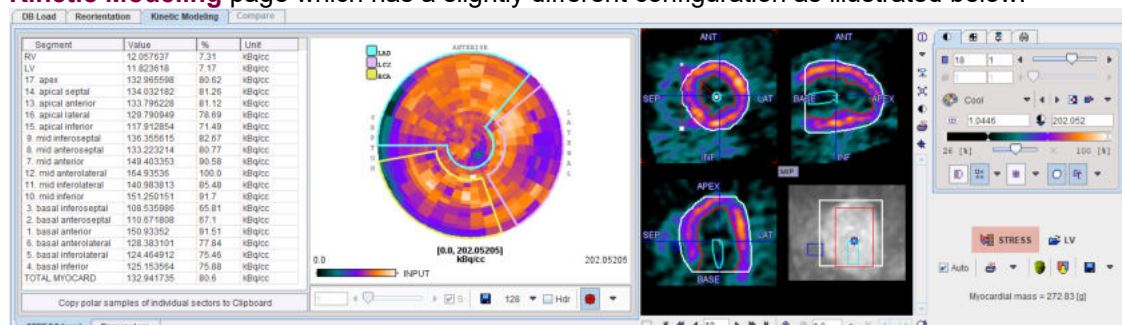 Kinetic Modeling page which has a slightly different configuration as illustrated below.
DB Load Reorientation Kinetic Modeling Compare
Segment Value % Unit
RV 12.057637 7.31 kBq/cc
LV 11.823618 7.17 kBq/cc
17. apex 132.965598 80.62 kBq/cc
14. apical septal 134.032182 81.26 kBq/cc
13. apical anterior 133.796228 81.12 kBq/cc
16. apical lateral 129.790949 78.69 kBq/cc
15. apical inferior 117.912854 71.49 kBq/cc
9. mid inferoseptal 136.355615 82.67 kBq/cc
8. mid anteroseptal 133.223214 80.77 kBq/cc
7. mid anterior 149.403353 90.58 kBq/cc
12. mid anterolateral 164.93536 100.0 kBq/cc
11. mid inferolateral 140.983813 85.48 kBq/cc
10. mid inferior 151.250151 91.7 kBq/cc
3. basal inferoseptal 108.535986 65.81 kBq/cc
2. basal anteroseptal 110.671808 67.1 kBq/cc
1. basal anterior 150.93352 91.51 kBq/cc
6. basal anterolateral 128.383101 77.84 kBq/cc
5. basal inferolateral 124.464912 75.46 kBq/cc
4. basal inferior 125.153564 75.88 kBq/cc
TOTAL MYOCARD 132.941735 80.6 kBq/cc
Copy polar samples of individual sectors to Clipboard
LAD
LCX
RCA
ANTERIOR
SEPTUM
LATERAL
[0.0, 202.05205]
kBq/cc
0.0 202.05205
INPUT
S 128 Hdr
ANT
SEP LAT
INF
ANT
BASE APEX
INF
APEX
SEP LAT
BASE
MIP
18 1
Cool
1.0446 202.052
26 [%] 100 [%]
STRESS LV
Auto
Myocardial mass = 272.83 [g]